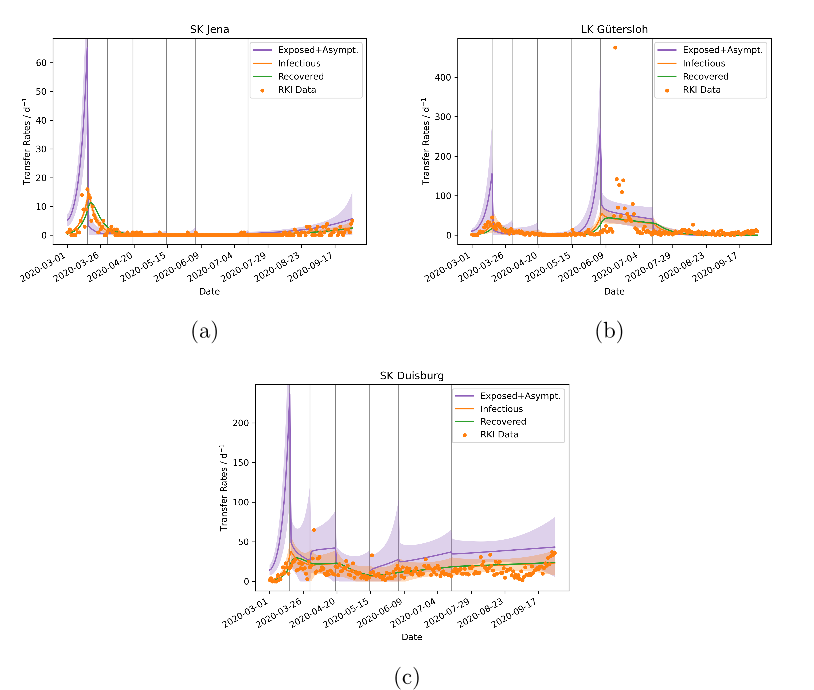 SK Jena
Transfer Rates / d⁻¹
60
50
40
30
20
10
0
Exposed+Asympt.
Infectious
Recovered
RKI Data
2020-03-01
2020-03-26
2020-04-20
2020-05-15
2020-06-09
2020-07-04
2020-07-29
2020-08-23
2020-09-17
Date
(a)
LK Gütersloh
Transfer Rates / d⁻¹
400
300
200
100
0
Exposed+Asympt.
Infectious
Recovered
RKI Data
2020-03-01
2020-03-26
2020-04-20
2020-05-15
2020-06-09
2020-07-04
2020-07-29
2020-08-23
2020-09-17
Date
(b)
SK Duisburg
Transfer Rates / d⁻¹
200
150
100
50
0
Exposed+Asympt.
Infectious
Recovered
RKI Data
2020-03-01
2020-03-26
2020-04-20
2020-05-15
2020-06-09
2020-07-04
2020-07-29
2020-08-23
2020-09-17
Date
(c)